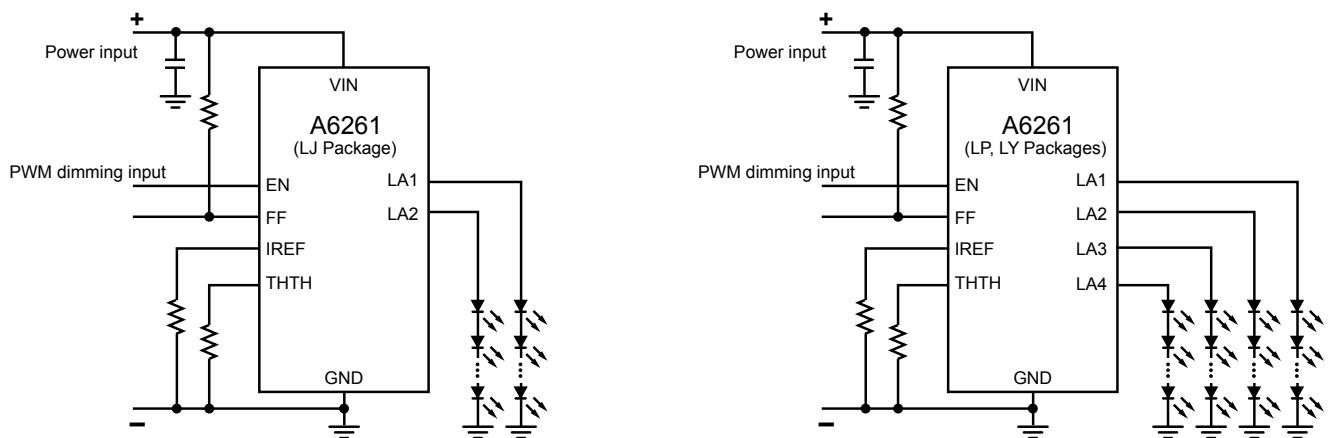 +
Power input
VIN
A6261
(LJ Package)
PWM dimming input
EN
LA1
FF
LA2
IREF
THTH
GND
–
+
Power input
VIN
A6261
(LP, LY Packages)
PWM dimming input
EN
LA1
FF
LA2
IREF
LA3
THTH
LA4
GND
–